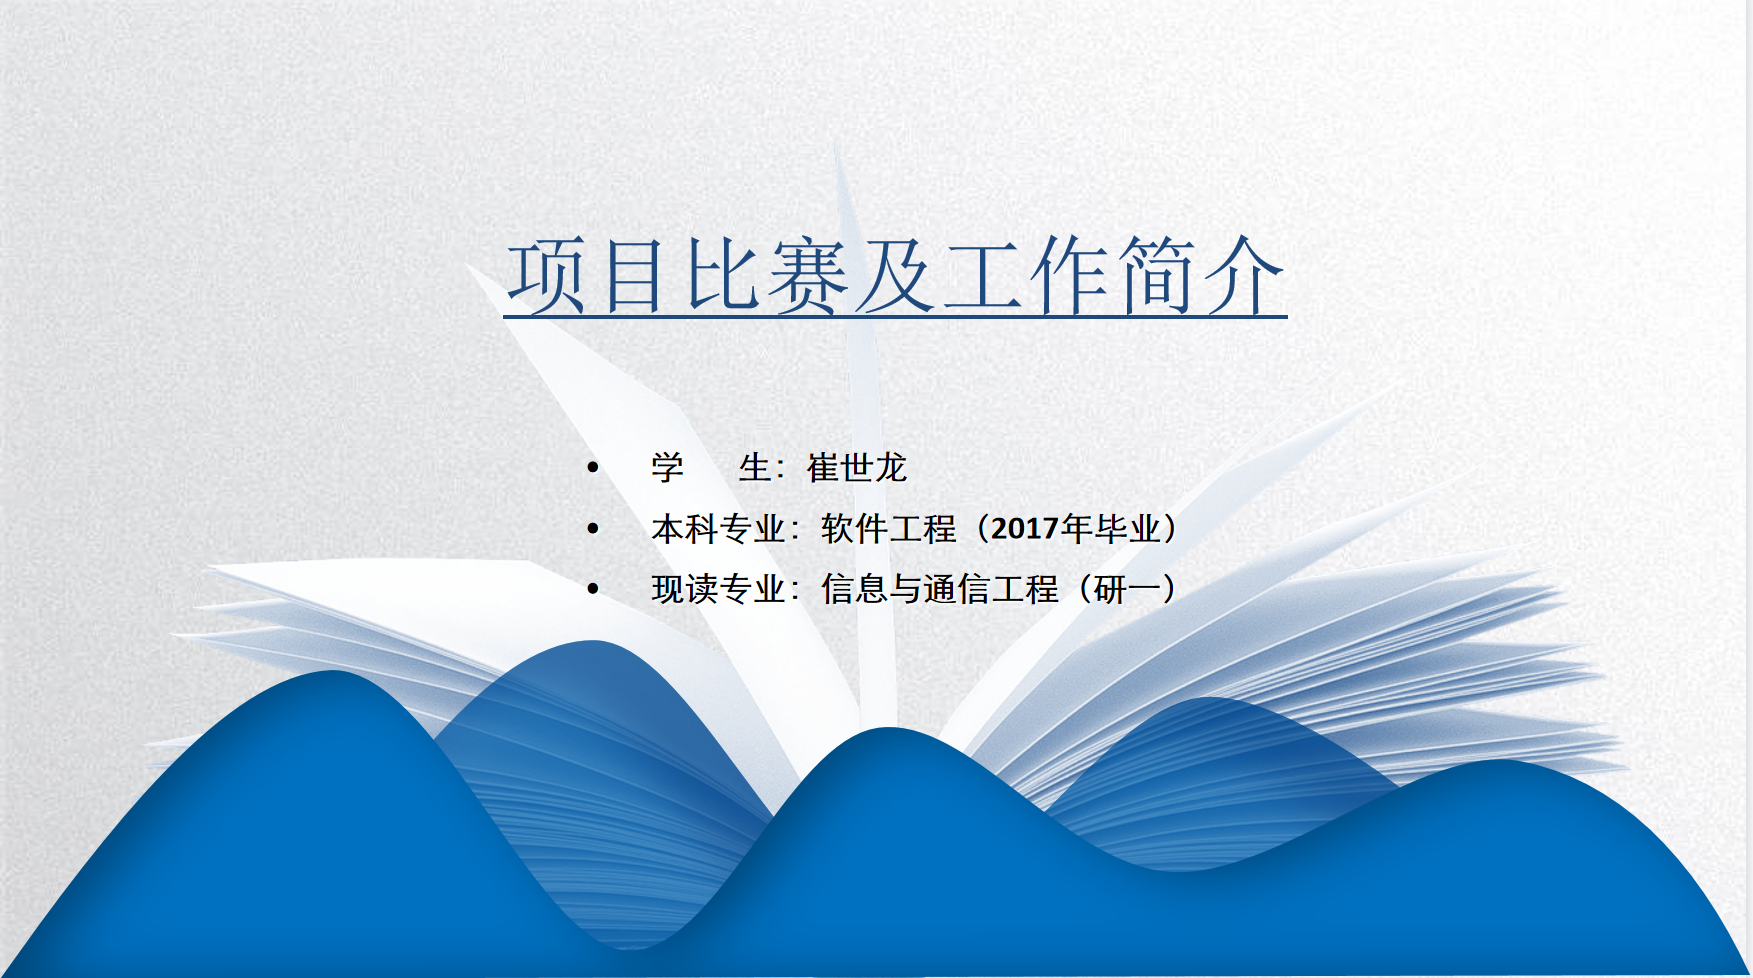 项目比赛及工作简介
• 学 生：崔世龙
• 本科专业：软件工程（2017年毕业）
• 现读专业：信息与通信工程（研一）